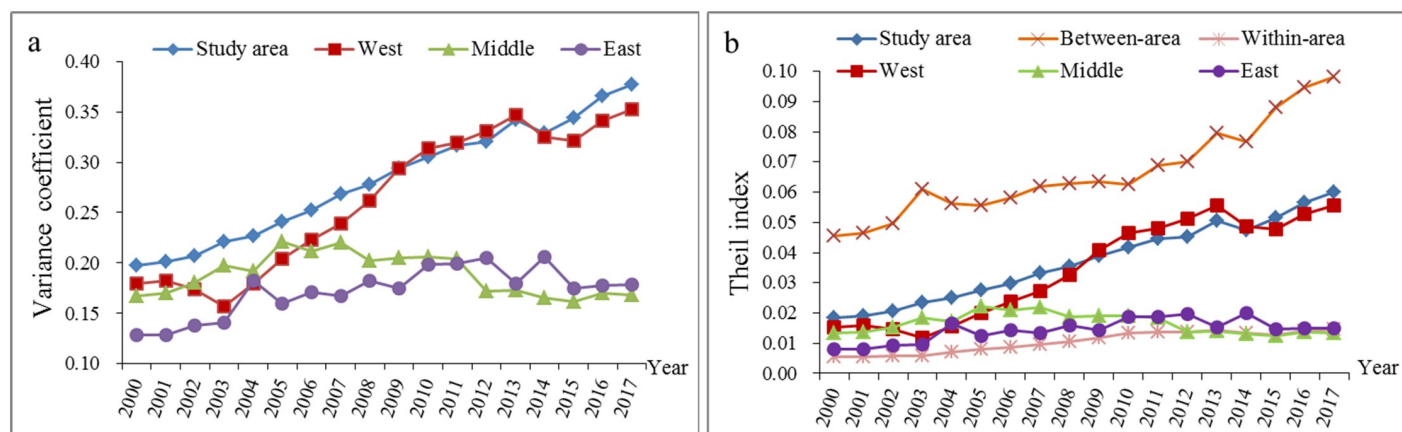 a
Study area West Middle East
Variance coefficient
0.40
0.35
0.30
0.25
0.20
0.15
0.10
2000 2001 2002 2003 2004 2005 2006 2007 2008 2009 2010 2011 2012 2013 2014 2015 2016 2017
Year
b
Study area Between-area Within-area
West Middle East
Theil index
0.10
0.09
0.08
0.07
0.06
0.05
0.04
0.03
0.02
0.01
0.00
2000 2001 2002 2003 2004 2005 2006 2007 2008 2009 2010 2011 2012 2013 2014 2015 2016 2017
Year